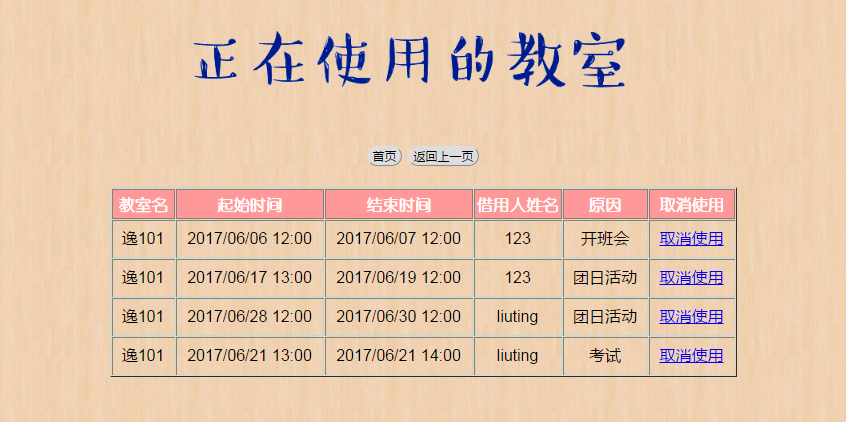 正在使用的教室
首页 返回上一页
教室名 起始时间 结束时间 借用人姓名 原因 取消使用
逸101 2017/06/06 12:00 2017/06/07 12:00 123 开班会 取消使用
逸101 2017/06/17 13:00 2017/06/19 12:00 123 团日活动 取消使用
逸101 2017/06/28 12:00 2017/06/30 12:00 liuting 团日活动 取消使用
逸101 2017/06/21 13:00 2017/06/21 14:00 liuting 考试 取消使用